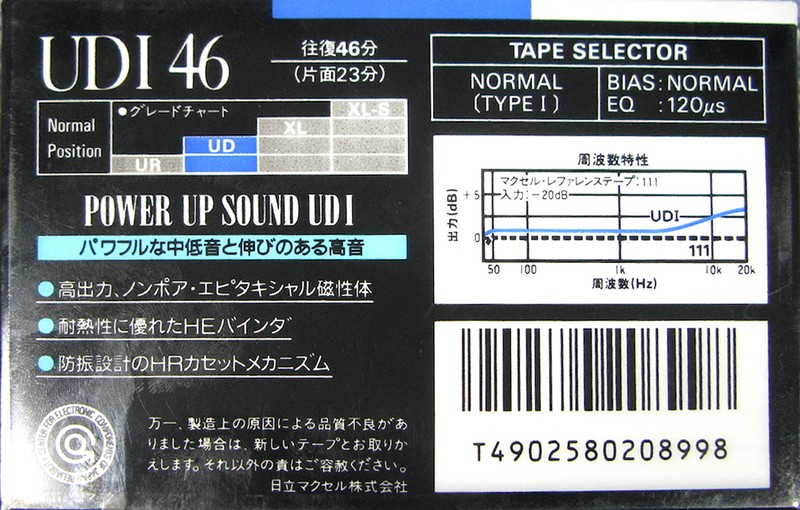 UDI 46
往復46分
(片面23分)
Normal
Position
●グレードチャート
XL-S
XL
UD
UR
POWER UP SOUND UD I
パワフルな中低音と伸びのある高音
●高出力、ノンポア・エピタキシャル磁性体
●耐熱性に優れたHEバインダ
●防振設計のHRカセットメカニズム
万一、製造上の原因による品質不良があ
りました場合は、新しいテープとお取りか
えします。それ以外の責はご容赦ください。
日立マクセル株式会社
TAPE SELECTOR
NORMAL
(TYPE I)
BIAS: NORMAL
EQ : 120μs
周波数特性
マクセル・レファレンステープ:111
入力:-20dB
出力(dB)
+5
0
UDI
111
50 100 1k 10k 20k
周波数(Hz)
T4902580208998